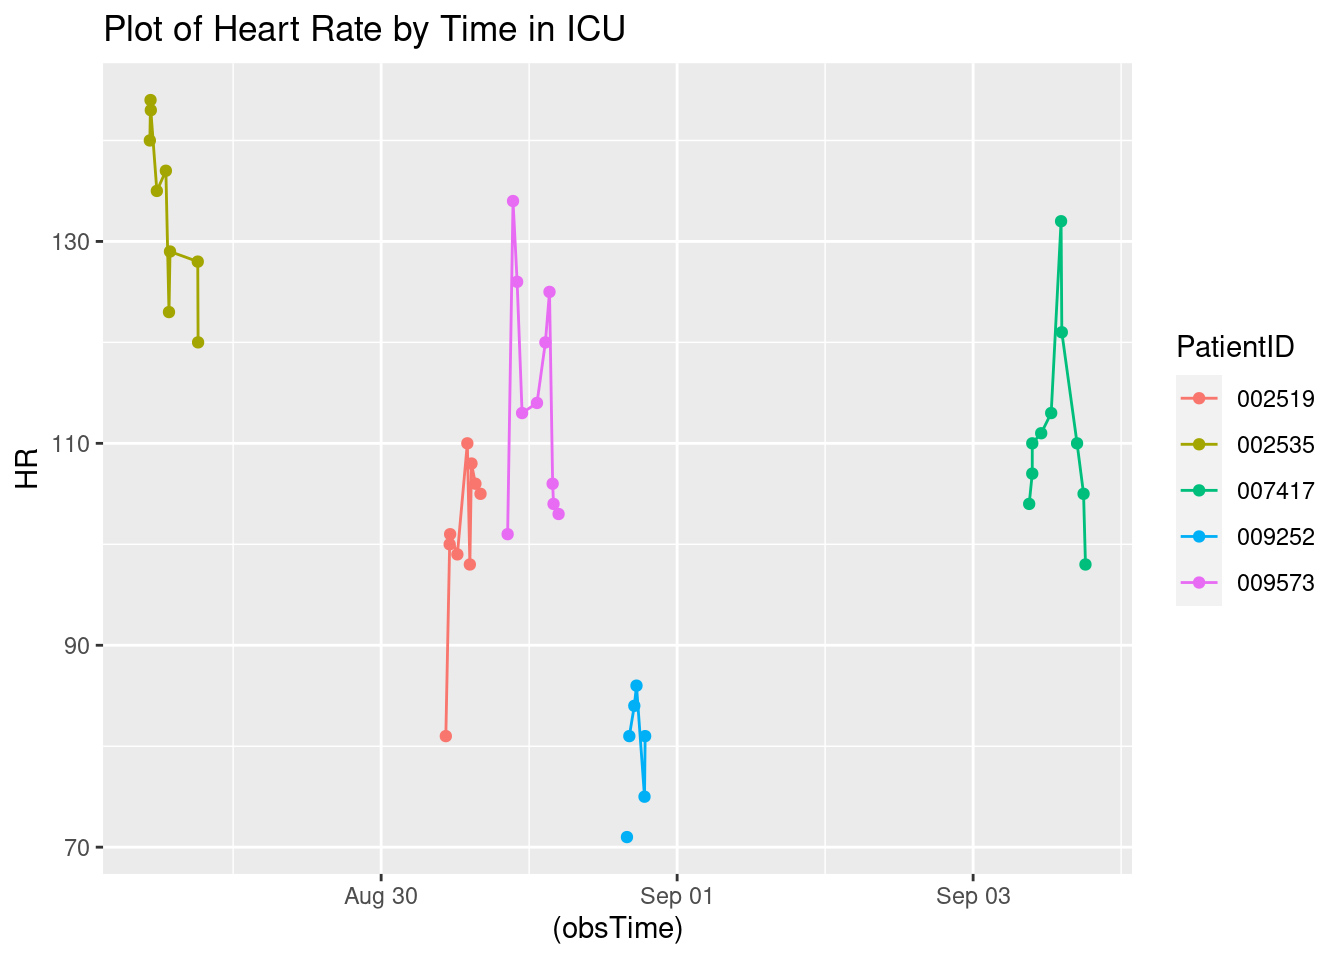 Plot of Heart Rate by Time in ICU
HR
130
110
90
70
Aug 30
Sep 01
Sep 03
(obsTime)
PatientID
002519
002535
007417
009252
009573